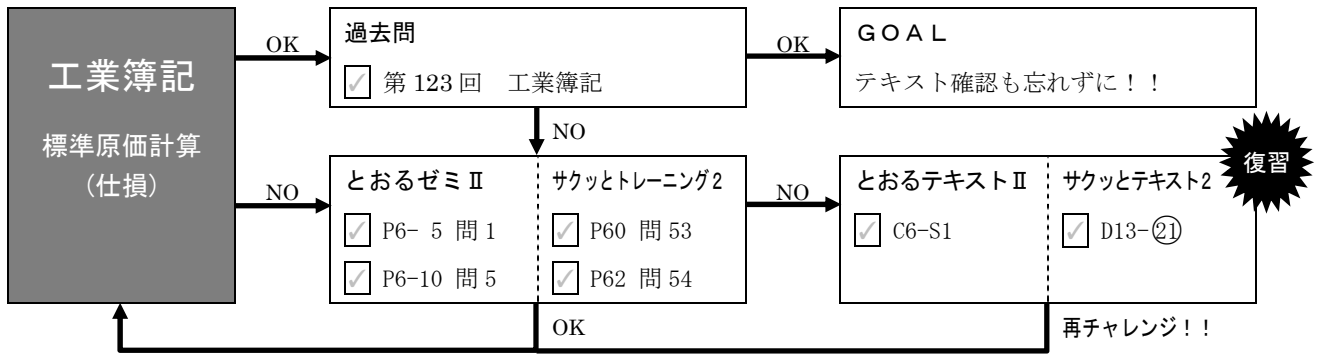 工業簿記
標準原価計算
(仕損)
OK
過去問
✓ 第123回　工業簿記
OK
ＧＯＡＬ
テキスト確認も忘れずに！！
NO
NO
とおるゼミⅡ
✓ P6- 5 問1
✓ P6-10 問5
サクッとトレーニング2
✓ P60 問53
✓ P62 問54
NO
とおるテキストⅡ
✓ C6-S1
サクッとテキスト2
✓ D13-㉑
復習
OK
再チャレンジ！！